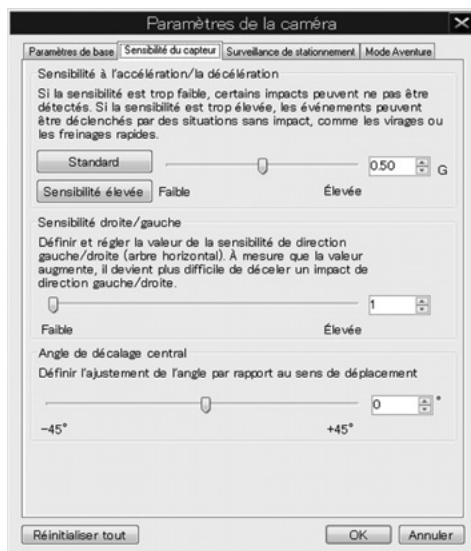 Paramètres de la caméra
Paramètres de base Sensibilité du capteur Surveillance de stationnement Mode Aventure
Sensibilité à l'accélération/la décélération
Si la sensibilité est trop faible, certains impacts peuvent ne pas être
détectés. Si la sensibilité est trop élevée, les événements peuvent
être déclenchés par des situations sans impact, comme les virages ou
les freinages rapides.
Standard
0.50 G
Sensibilité élevée Faible Élevée
Sensibilité droite/gauche
Définir et régler la valeur de la sensibilité de direction
gauche/droite (arbre horizontal). À mesure que la valeur
augmente, il devient plus difficile de déceler un impact de
direction gauche/droite.
1
Faible Élevée
Angle de décalage central
Définir l'ajustement de l'angle par rapport au sens de déplacement
0 °
-45° +45°
Réinitialiser tout OK Annuler